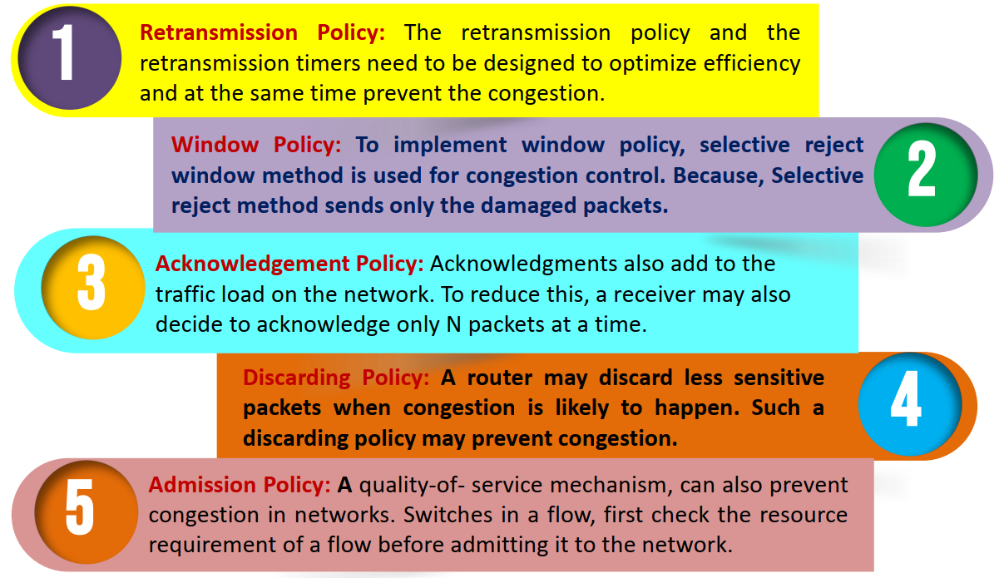 1
Retransmission Policy: The retransmission policy and the
retransmission timers need to be designed to optimize efficiency
and at the same time prevent the congestion.
Window Policy: To implement window policy, selective reject
window method is used for congestion control. Because, Selective
reject method sends only the damaged packets.
2
3
Acknowledgement Policy: Acknowledgments also add to the
traffic load on the network. To reduce this, a receiver may also
decide to acknowledge only N packets at a time.
Discarding Policy: A router may discard less sensitive
packets when congestion is likely to happen. Such a
discarding policy may prevent congestion.
4
5
Admission Policy: A quality-of- service mechanism, can also prevent
congestion in networks. Switches in a flow, first check the resource
requirement of a flow before admitting it to the network.